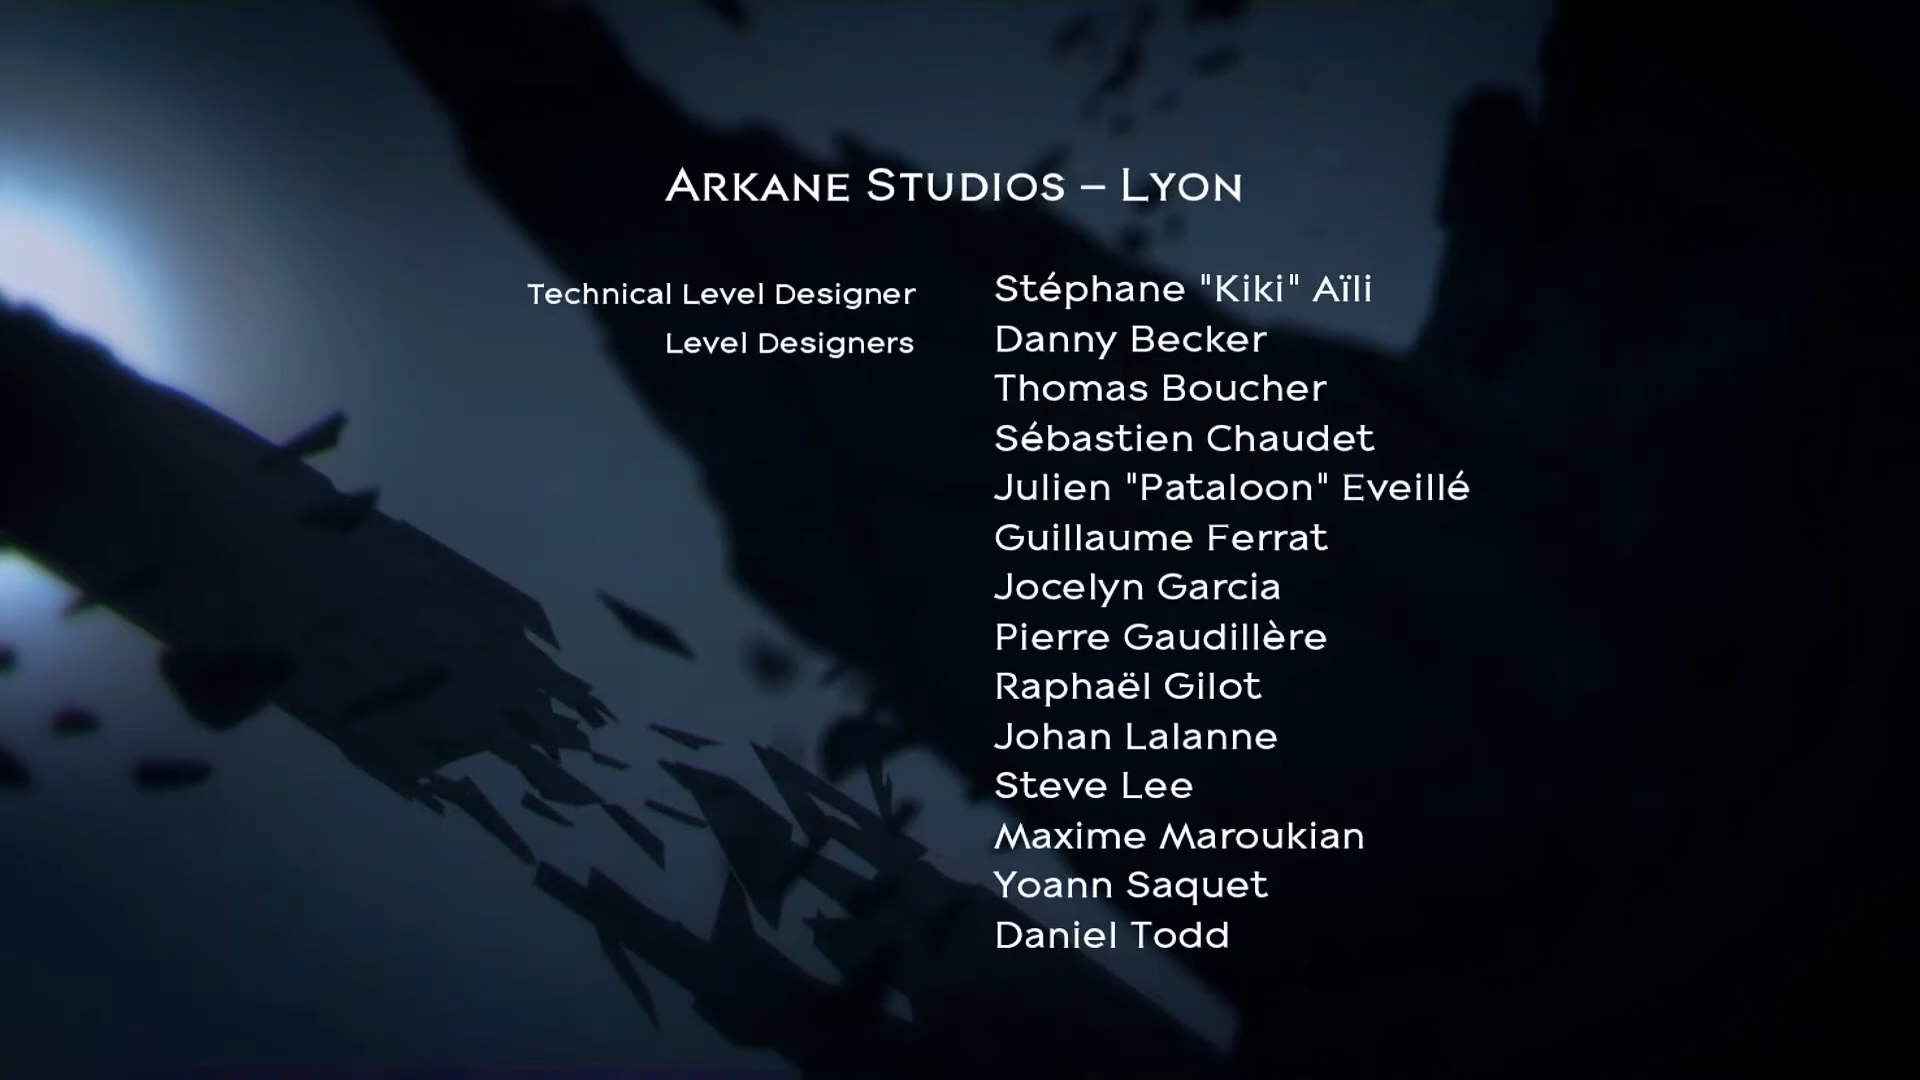 Arkane Studios – Lyon
Technical Level Designer Stéphane "Kiki" Aïli
Level Designers Danny Becker
Thomas Boucher
Sébastien Chaudet
Julien "Pataloon" Eveillé
Guillaume Ferrat
Jocelyn Garcia
Pierre Gaudillère
Raphaël Gilot
Johan Lalanne
Steve Lee
Maxime Maroukian
Yoann Saquet
Daniel Todd